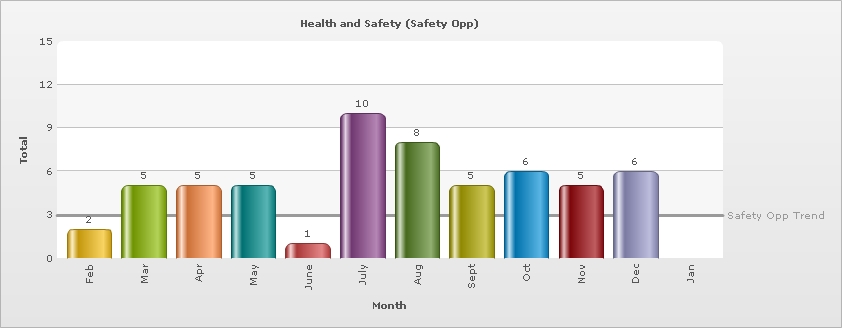 Health and Safety (Safety Opp)
Total
15
12
9
6
3
0
2
5
5
5
1
10
8
5
6
5
6
Safety Opp Trend
Feb
Mar
Apr
May
June
July
Aug
Sept
Oct
Nov
Dec
Jan
Month